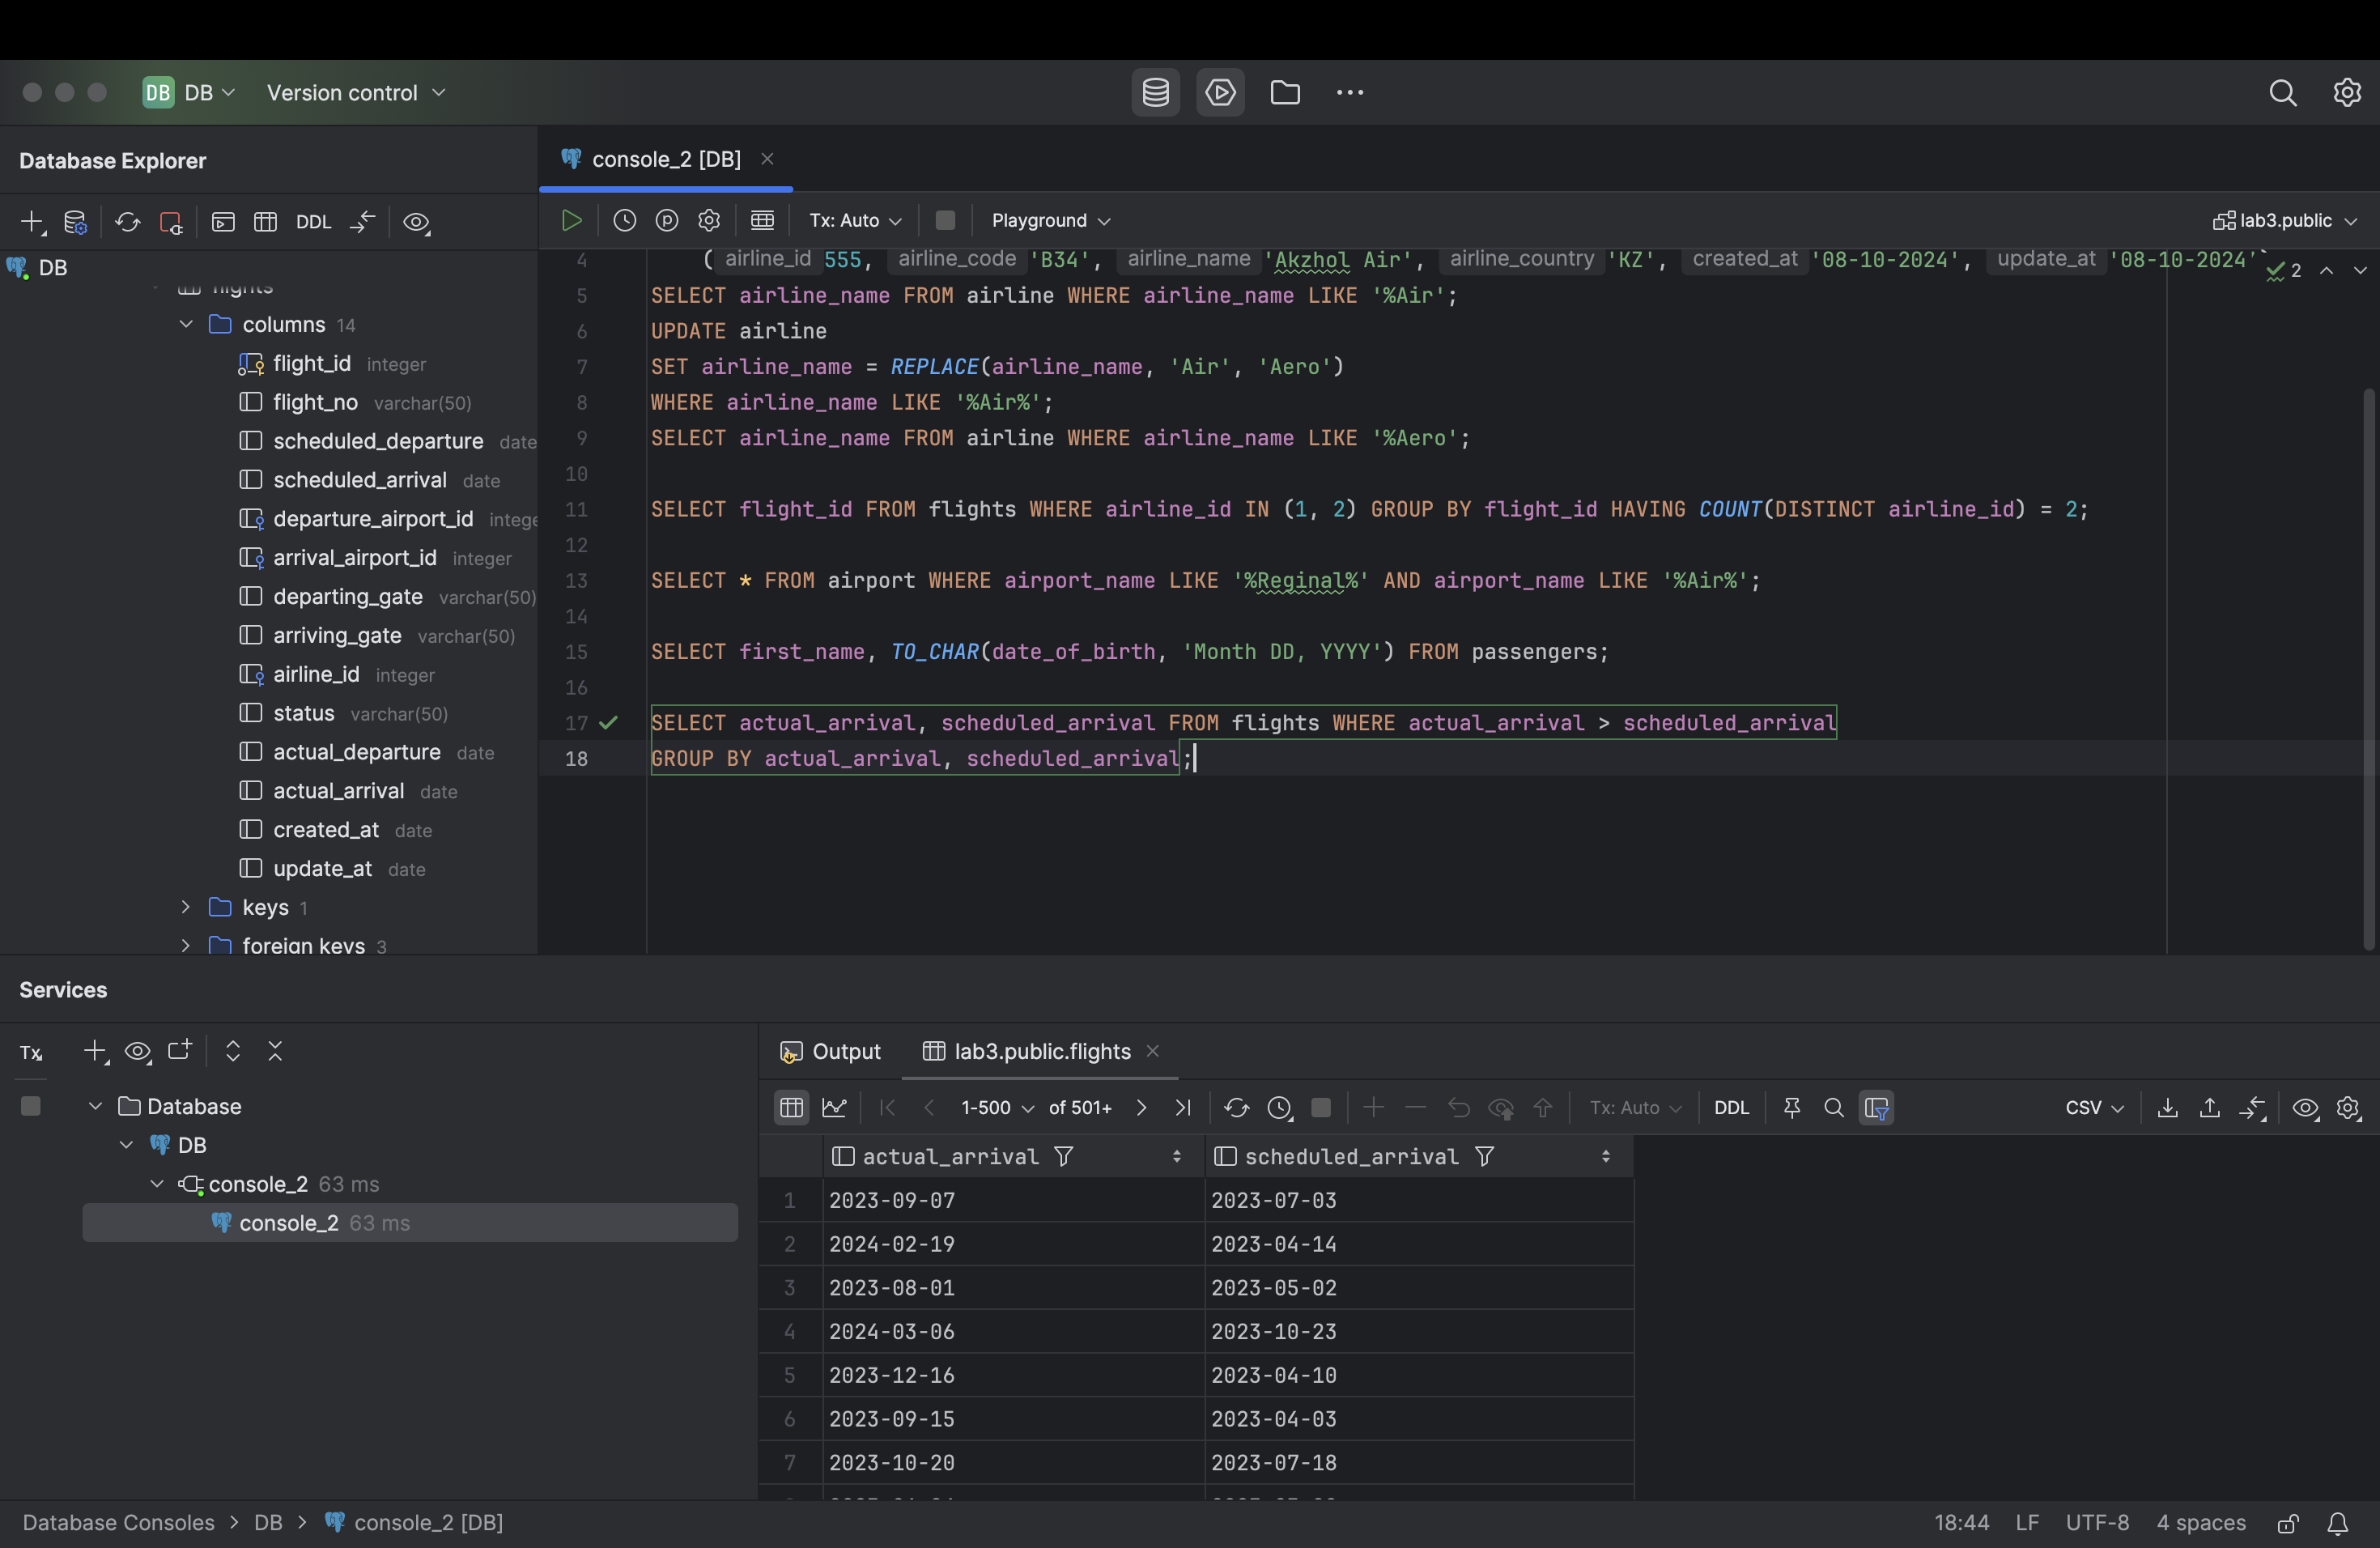 DB DB Version control
Database Explorer
console_2 [DB]
DDL
Tx: Auto Playground lab3.public
DB
flights
columns 14
flight_id integer
flight_no varchar(50)
scheduled_departure date
scheduled_arrival date
departure_airport_id intege
arrival_airport_id integer
departing_gate varchar(50)
arriving_gate varchar(50)
airline_id integer
status varchar(50)
actual_departure date
actual_arrival date
created_at date
update_at date
keys 1
foreign keys 3
4 ( airline_id 555, airline_code 'B34', airline_name 'Akzhol Air', airline_country 'KZ', created_at '08-10-2024', update_at '08-10-2024' 2
5 SELECT airline_name FROM airline WHERE airline_name LIKE '%Air';
6 UPDATE airline
7 SET airline_name = REPLACE(airline_name, 'Air', 'Aero')
8 WHERE airline_name LIKE '%Air%';
9 SELECT airline_name FROM airline WHERE airline_name LIKE '%Aero';
10
11 SELECT flight_id FROM flights WHERE airline_id IN (1, 2) GROUP BY flight_id HAVING COUNT(DISTINCT airline_id) = 2;
12
13 SELECT * FROM airport WHERE airport_name LIKE '%Reginal%' AND airport_name LIKE '%Air%';
14
15 SELECT first_name, TO_CHAR(date_of_birth, 'Month DD, YYYY') FROM passengers;
16
17 SELECT actual_arrival, scheduled_arrival FROM flights WHERE actual_arrival > scheduled_arrival
18 GROUP BY actual_arrival, scheduled_arrival;
Services
Tx
Database
DB
console_2 63 ms
console_2 63 ms
Output lab3.public.flights
1-500 of 501+ Tx: Auto DDL CSV
actual_arrival scheduled_arrival
1 2023-09-07 2023-07-03
2 2024-02-19 2023-04-14
3 2023-08-01 2023-05-02
4 2024-03-06 2023-10-23
5 2023-12-16 2023-04-10
6 2023-09-15 2023-04-03
7 2023-10-20 2023-07-18
Database Consoles > DB > console_2 [DB]
18:44 LF UTF-8 4 spaces